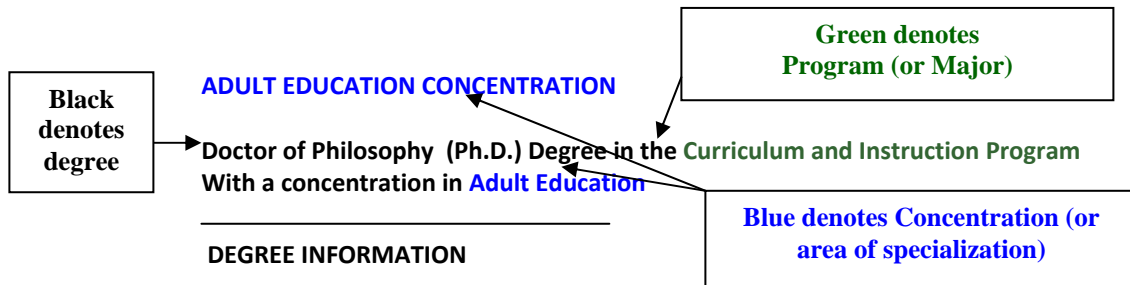 Green denotes
Program (or Major)
ADULT EDUCATION CONCENTRATION
Black
denotes
degree
Doctor of Philosophy (Ph.D.) Degree in the Curriculum and Instruction Program
With a concentration in Adult Education
Blue denotes Concentration (or
area of specialization)
DEGREE INFORMATION